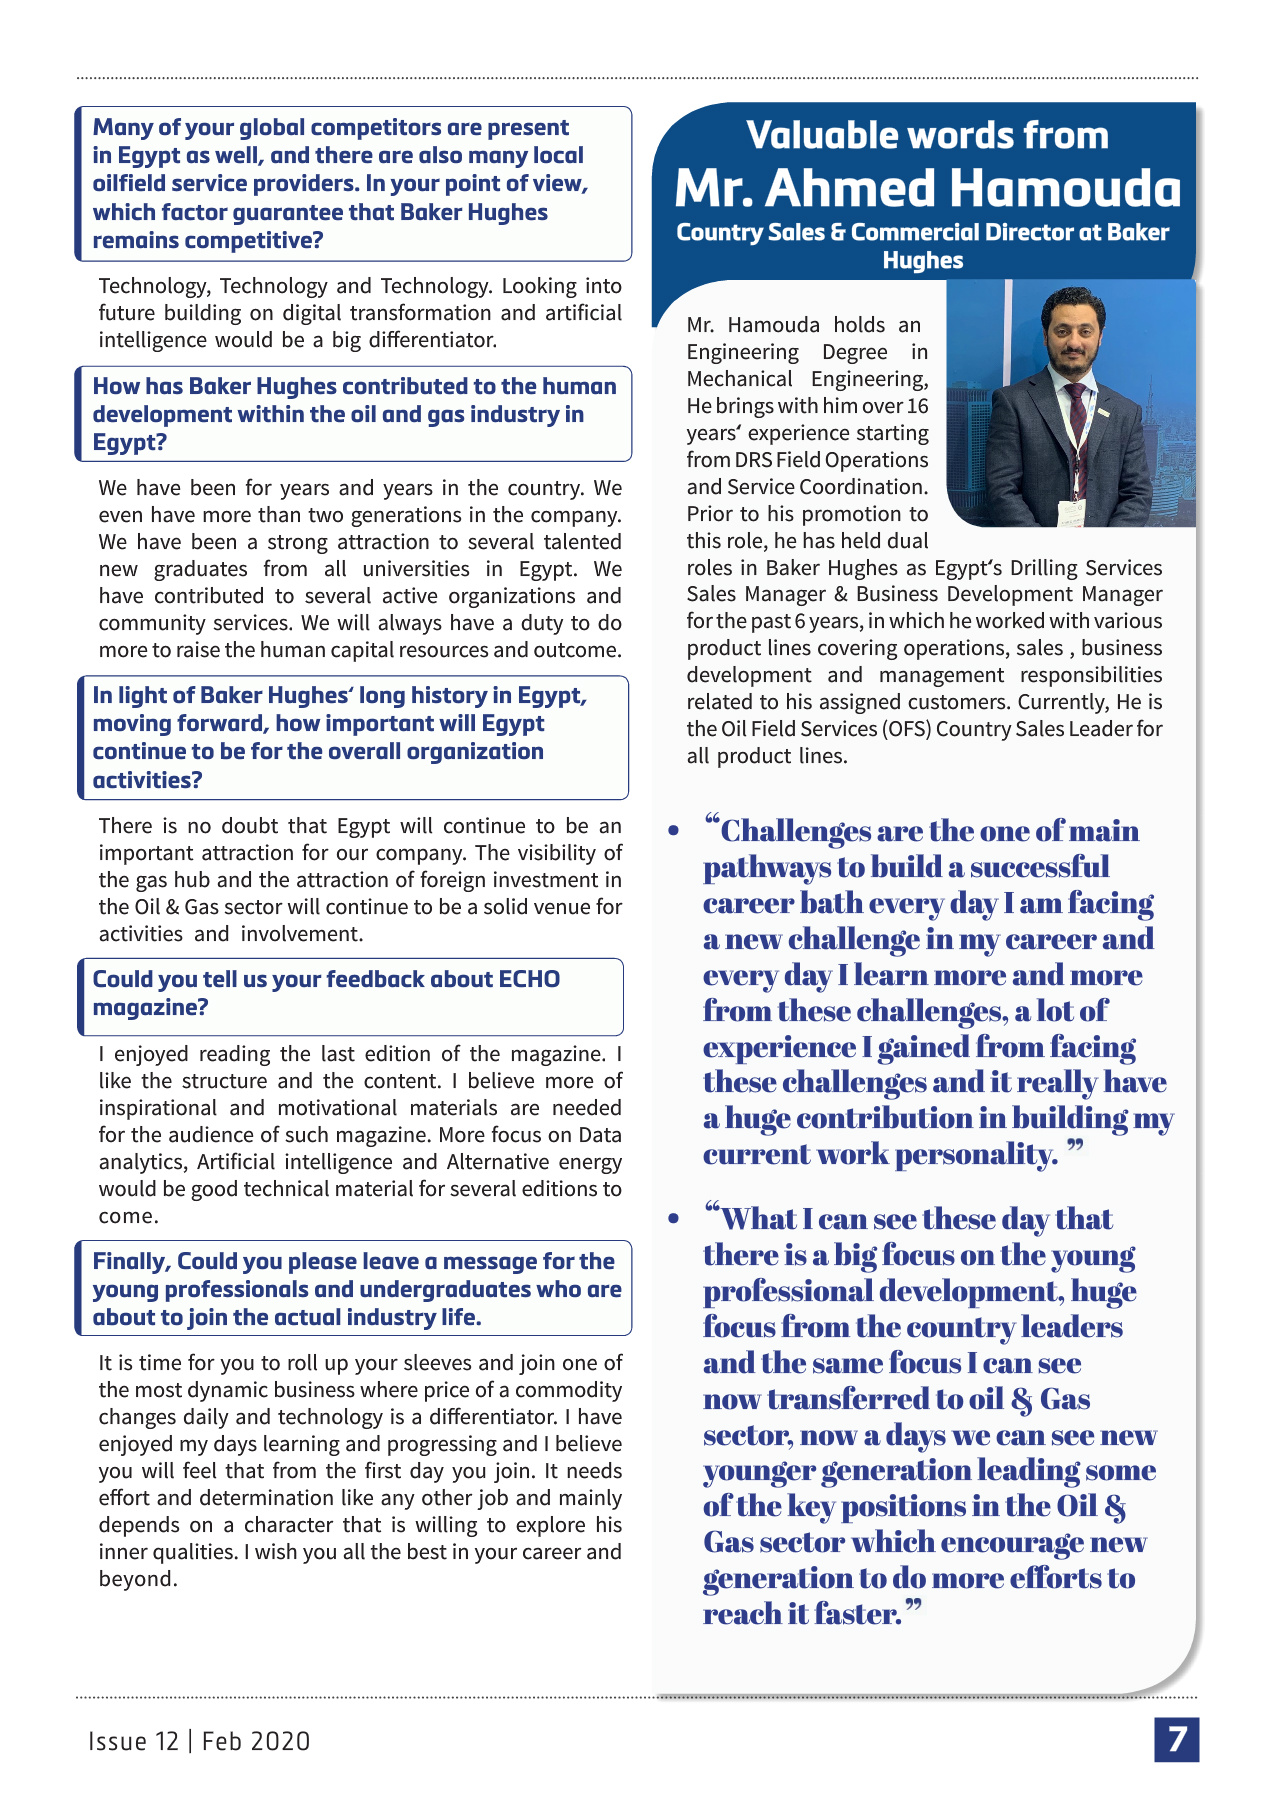 Many of your global competitors are present
in Egypt as well, and there are also many local
oilfield service providers. In your point of view,
which factor guarantee that Baker Hughes
remains competitive?
Technology, Technology and Technology. Looking into
future building on digital transformation and artificial
intelligence would be a big differentiator.
How has Baker Hughes contributed to the human
development within the oil and gas industry in
Egypt?
We have been for years and years in the country. We
even have more than two generations in the company.
We have been a strong attraction to several talented
new graduates from all universities in Egypt. We
have contributed to several active organizations and
community services. We will always have a duty to do
more to raise the human capital resources and outcome.
In light of Baker Hughes‘ long history in Egypt,
moving forward, how important will Egypt
continue to be for the overall organization
activities?
There is no doubt that Egypt will continue to be an
important attraction for our company. The visibility of
the gas hub and the attraction of foreign investment in
the Oil & Gas sector will continue to be a solid venue for
activities and involvement.
Could you tell us your feedback about ECHO
magazine?
I enjoyed reading the last edition of the magazine. I
like the structure and the content. I believe more of
inspirational and motivational materials are needed
for the audience of such magazine. More focus on Data
analytics, Artificial intelligence and Alternative energy
would be good technical material for several editions to
come.
Finally, Could you please leave a message for the
young professionals and undergraduates who are
about to join the actual industry life.
It is time for you to roll up your sleeves and join one of
the most dynamic business where price of a commodity
changes daily and technology is a differentiator. I have
enjoyed my days learning and progressing and I believe
you will feel that from the first day you join. It needs
effort and determination like any other job and mainly
depends on a character that is willing to explore his
inner qualities. I wish you all the best in your career and
beyond.
Valuable words from
Mr. Ahmed Hamouda
Country Sales & Commercial Director at Baker
Hughes
Mr. Hamouda holds an
Engineering Degree in
Mechanical Engineering,
He brings with him over 16
years‘ experience starting
from DRS Field Operations
and Service Coordination.
Prior to his promotion to
this role, he has held dual
roles in Baker Hughes as Egypt‘s Drilling Services
Sales Manager & Business Development Manager
for the past 6 years, in which he worked with various
product lines covering operations, sales , business
development and management responsibilities
related to his assigned customers. Currently, He is
the Oil Field Services (OFS) Country Sales Leader for
all product lines.
• “Challenges are the one of main
pathways to build a successful
career bath every day I am facing
a new challenge in my career and
every day I learn more and more
from these challenges, a lot of
experience I gained from facing
these challenges and it really have
a huge contribution in building my
current work personality. ”
• “What I can see these day that
there is a big focus on the young
professional development, huge
focus from the country leaders
and the same focus I can see
now transferred to oil & Gas
sector, now a days we can see new
younger generation leading some
of the key positions in the Oil &
Gas sector which encourage new
generation to do more efforts to
reach it faster.”
Issue 12 | Feb 2020
7